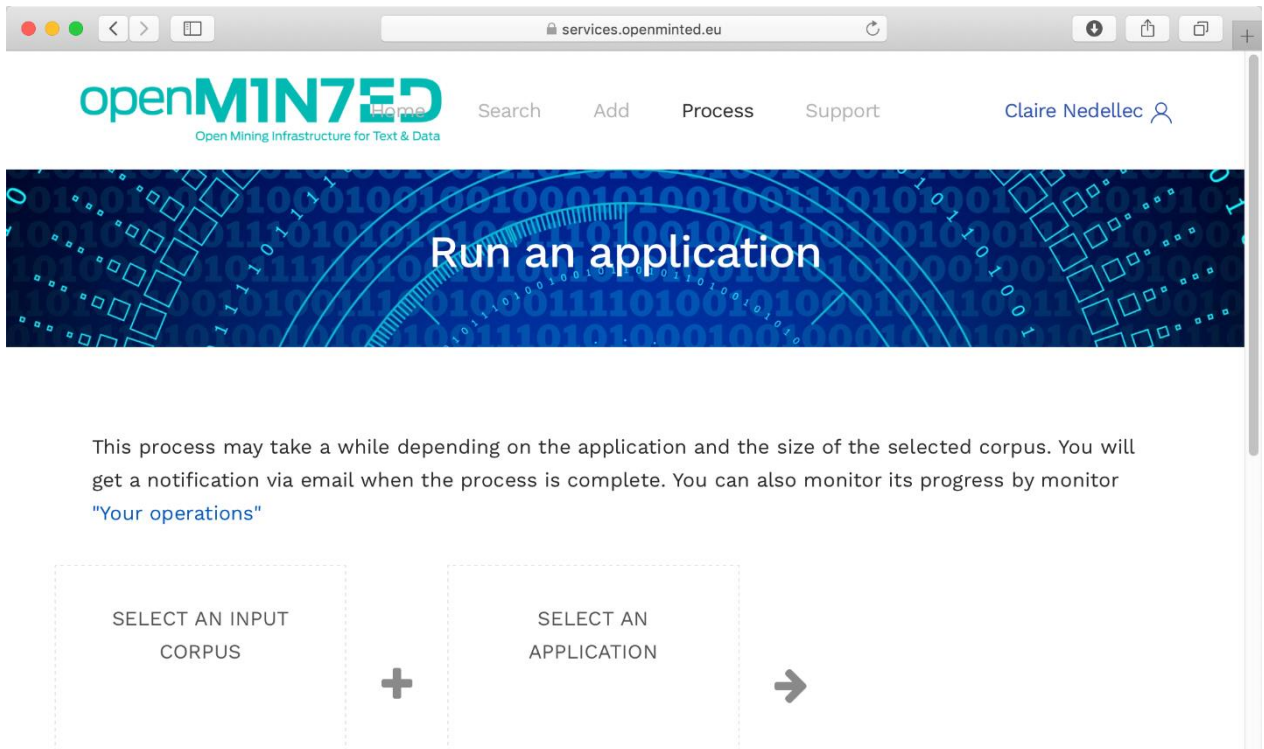 services.openminted.eu
openM1N7ED
Open Mining Infrastructure for Text & Data
Home Search Add Process Support Claire Nedellec
Run an application
This process may take a while depending on the application and the size of the selected corpus. You will
get a notification via email when the process is complete. You can also monitor its progress by monitor
"Your operations"
SELECT AN INPUT
CORPUS
SELECT AN
APPLICATION